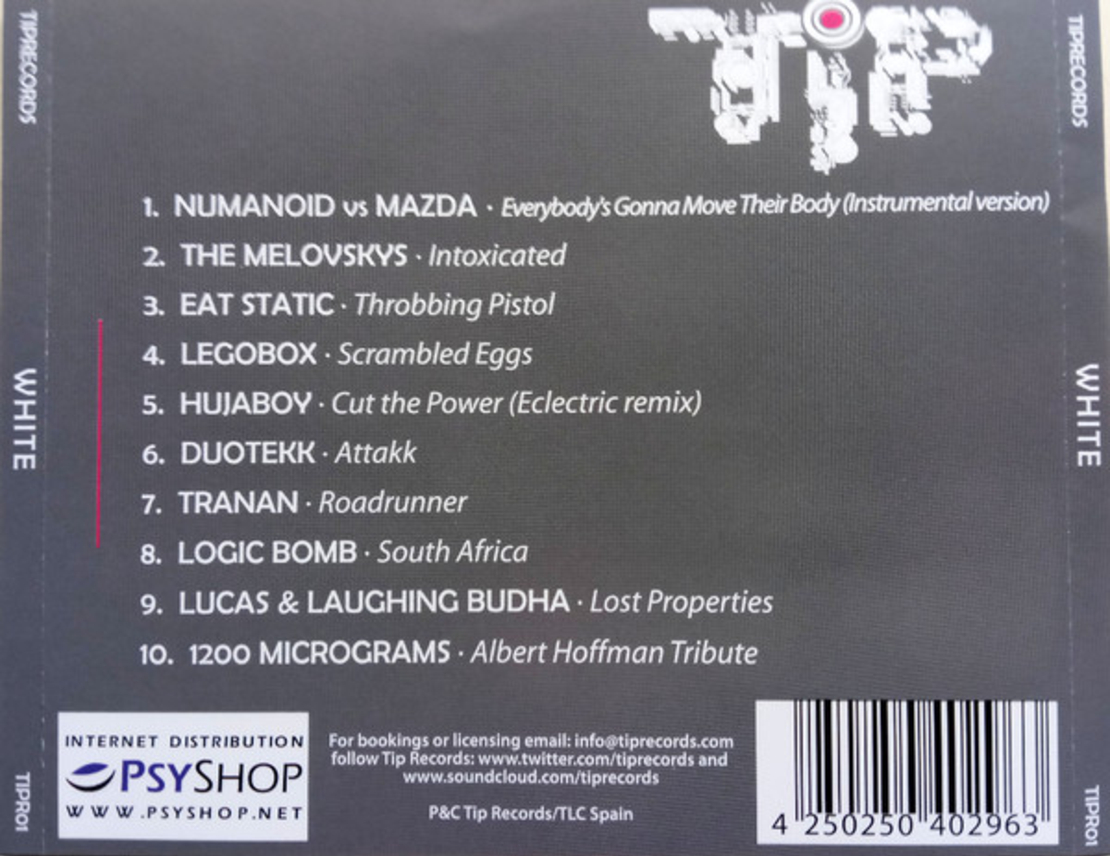 TIP
1. NUMANOID vs MAZDA · Everybody's Gonna Move Their Body (Instrumental version)
2. THE MELOVSKYS · Intoxicated
3. EAT STATIC · Throbbing Pistol
4. LEGOBOX · Scrambled Eggs
5. HUJABOY · Cut the Power (Eclectric remix)
6. DUOTEKK · Attakk
7. TRANAN · Roadrunner
8. LOGIC BOMB · South Africa
9. LUCAS & LAUGHING BUDHA · Lost Properties
10. 1200 MICROGRAMS · Albert Hoffman Tribute
INTERNET DISTRIBUTION
PSYSHOP
WWW.PSYSHOP.NET
For bookings or licensing email: info@tiprecords.com
follow Tip Records: www.twitter.com/tiprecords and
www.soundcloud.com/tiprecords
P&C Tip Records/TLC Spain
4 250250 402963
TIPRECORDS
WHITE
TIPR01
TIPRECORDS
WHITE
TIPR01